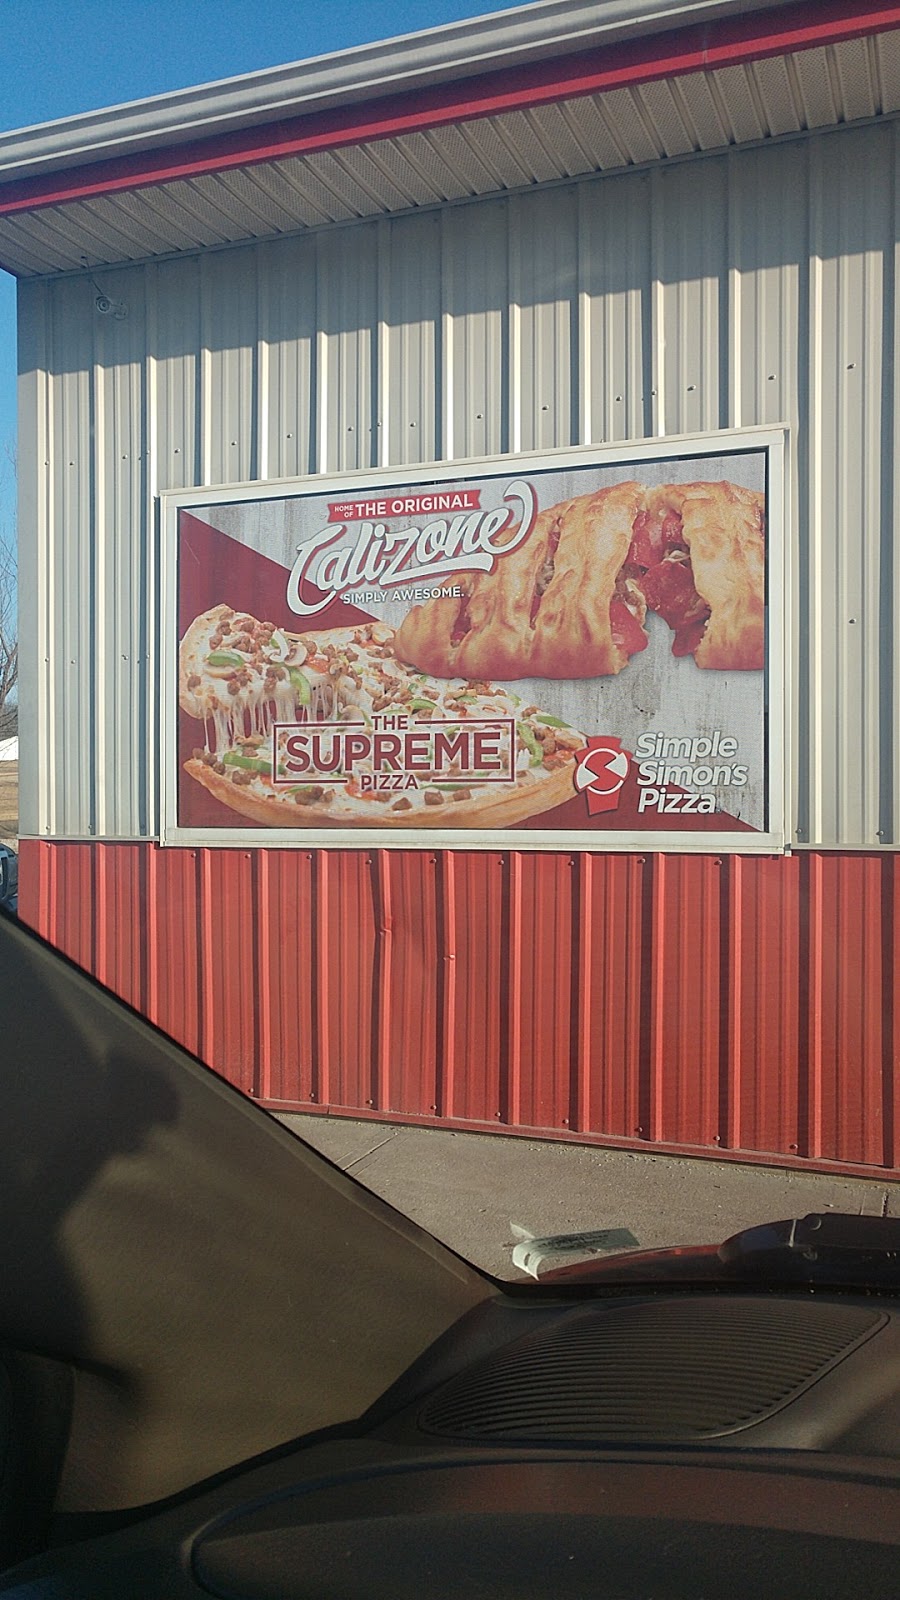 HOME OF THE ORIGINAL
Calizone
SIMPLY AWESOME.
THE
SUPREME
PIZZA
Simple
Simon's
Pizza